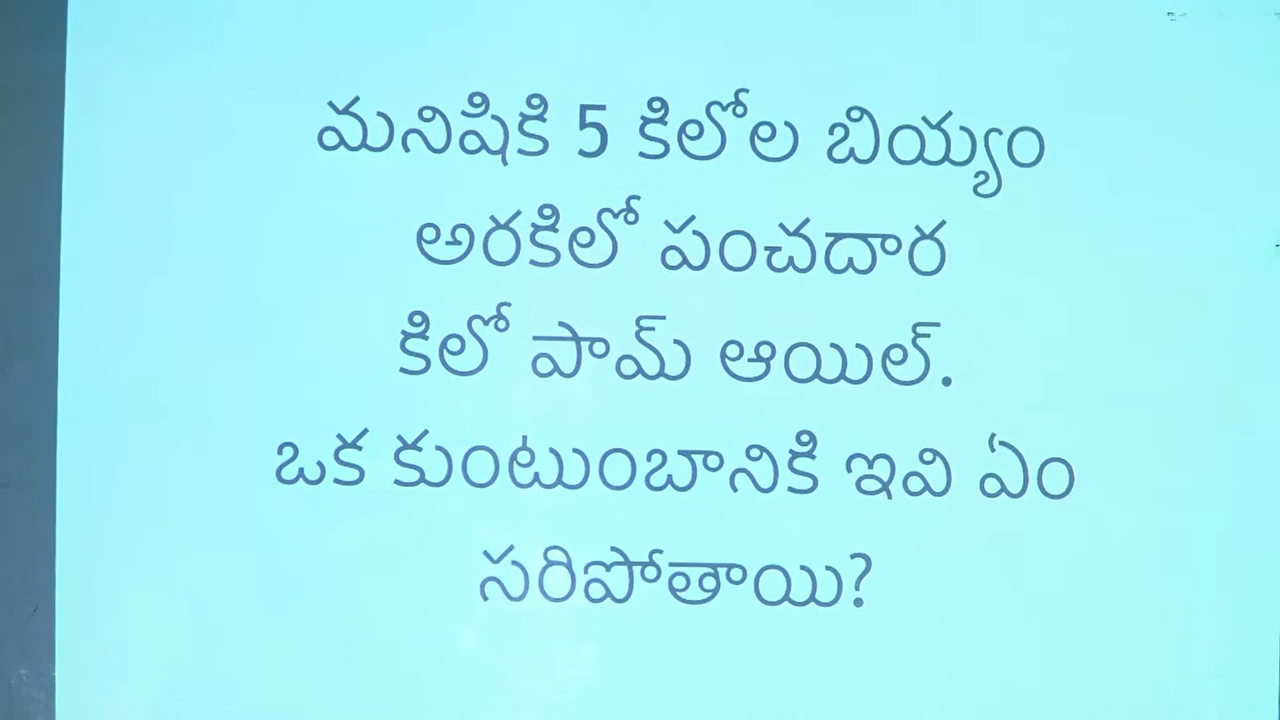 మనిషికి 5 కిలోల బియ్యం
అరకిలో పంచదార
కిలో పామ్ ఆయిల్.
ఒక కుంటుంబానికి ఇవి ఏం
సరిపోతాయి?